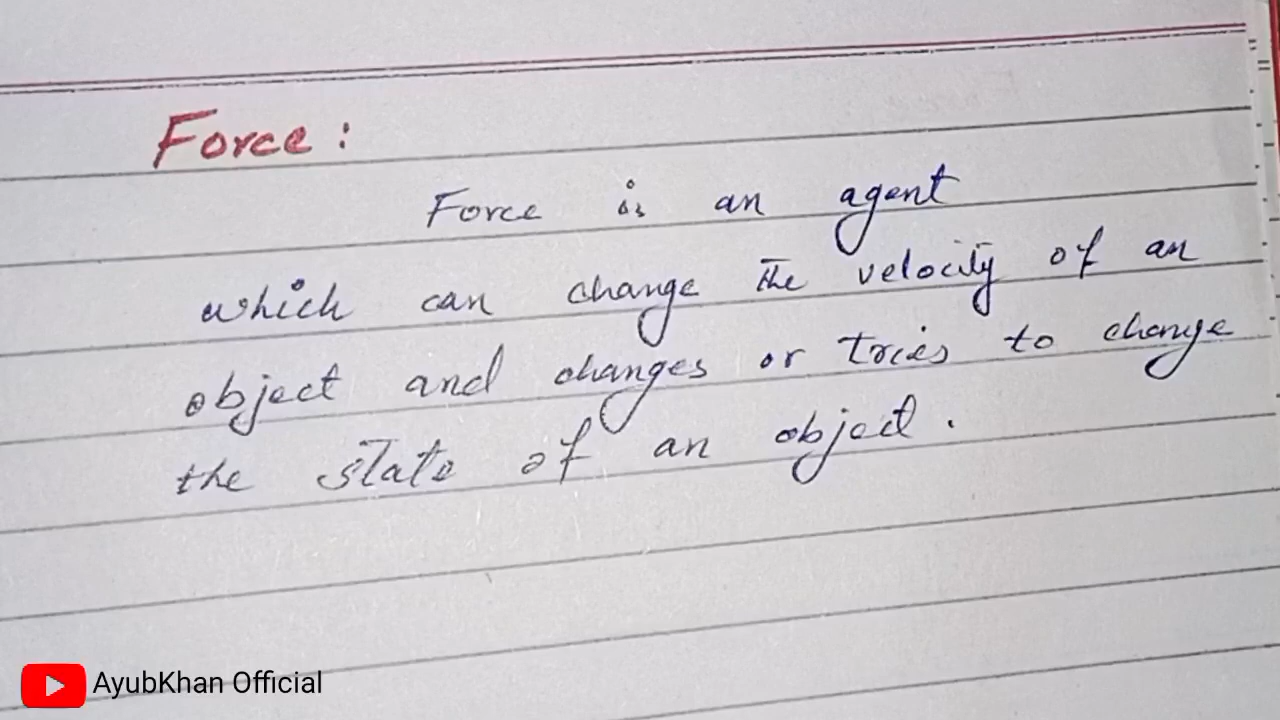 Force :
Force is an agent
which can change the velocity of an
object and changes or tries to change
the state of an object.
AyubKhan Official